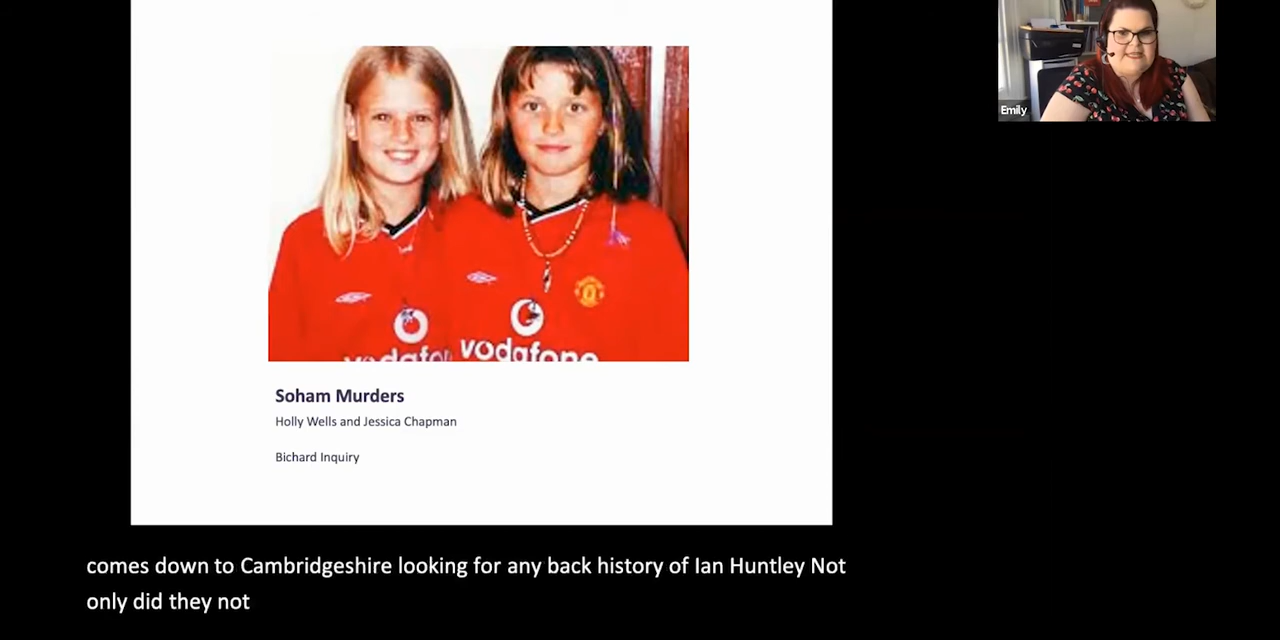 vodafone
Emily
Soham Murders
Holly Wells and Jessica Chapman
Bichard Inquiry
comes down to Cambridgeshire looking for any back history of Ian Huntley Not
only did they not